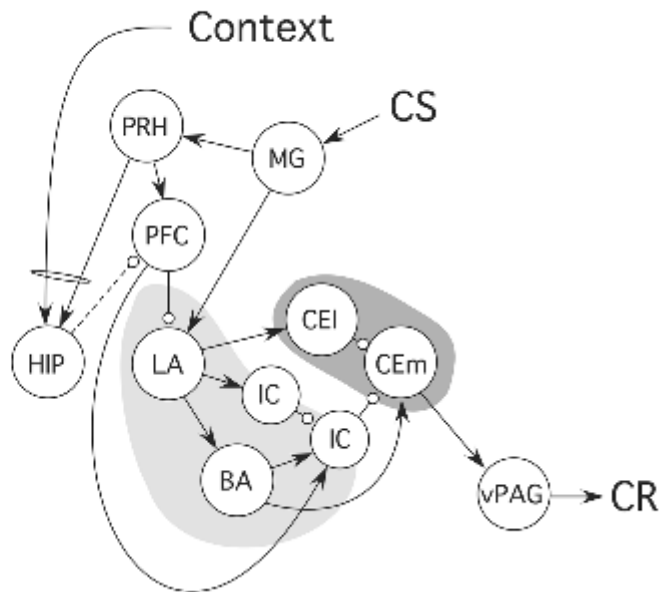 Context
CS
PRH
MG
PFC
CEl
HIP
LA
CEm
IC
IC
BA
vPAG
CR